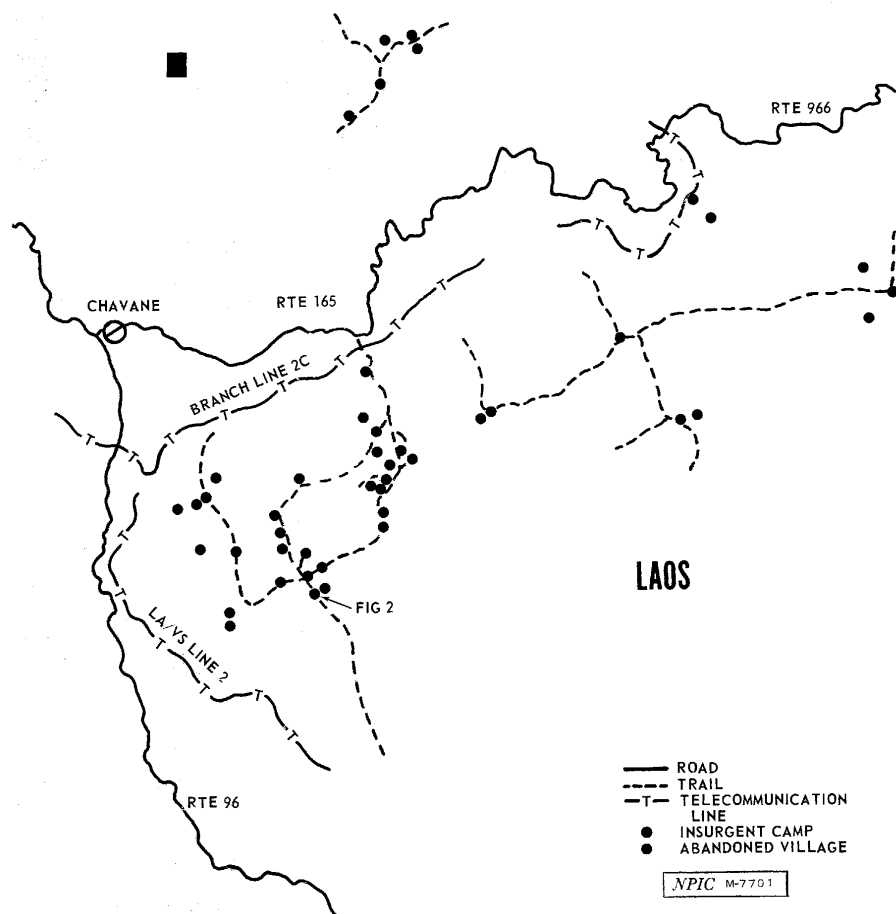 RTE 966
CHAVANE
RTE 165
BRANCH LINE 2C
T T T T T T T T T T T T T T T T T T T T T T
LAOS
FIG 2
LA/VS LINE 2
RTE 96
ROAD
TRAIL
T TELECOMMUNICATION
LINE
INSURGENT CAMP
ABANDONED VILLAGE
NPIC M-7701